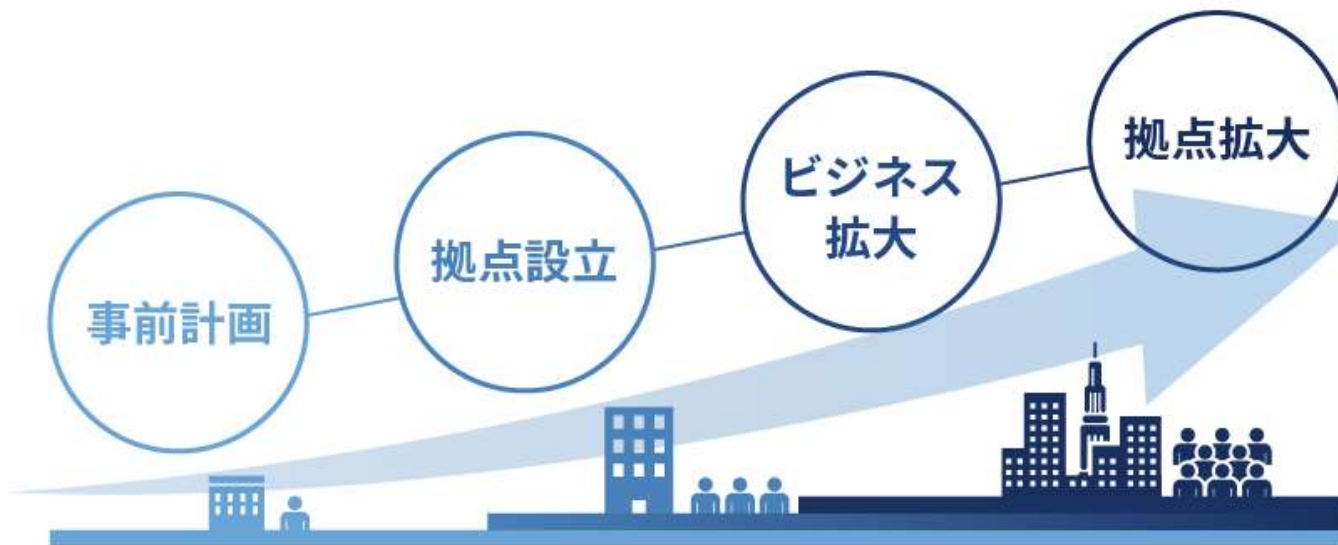 事前計画
拠点設立
ビジネス
拡大
拠点拡大